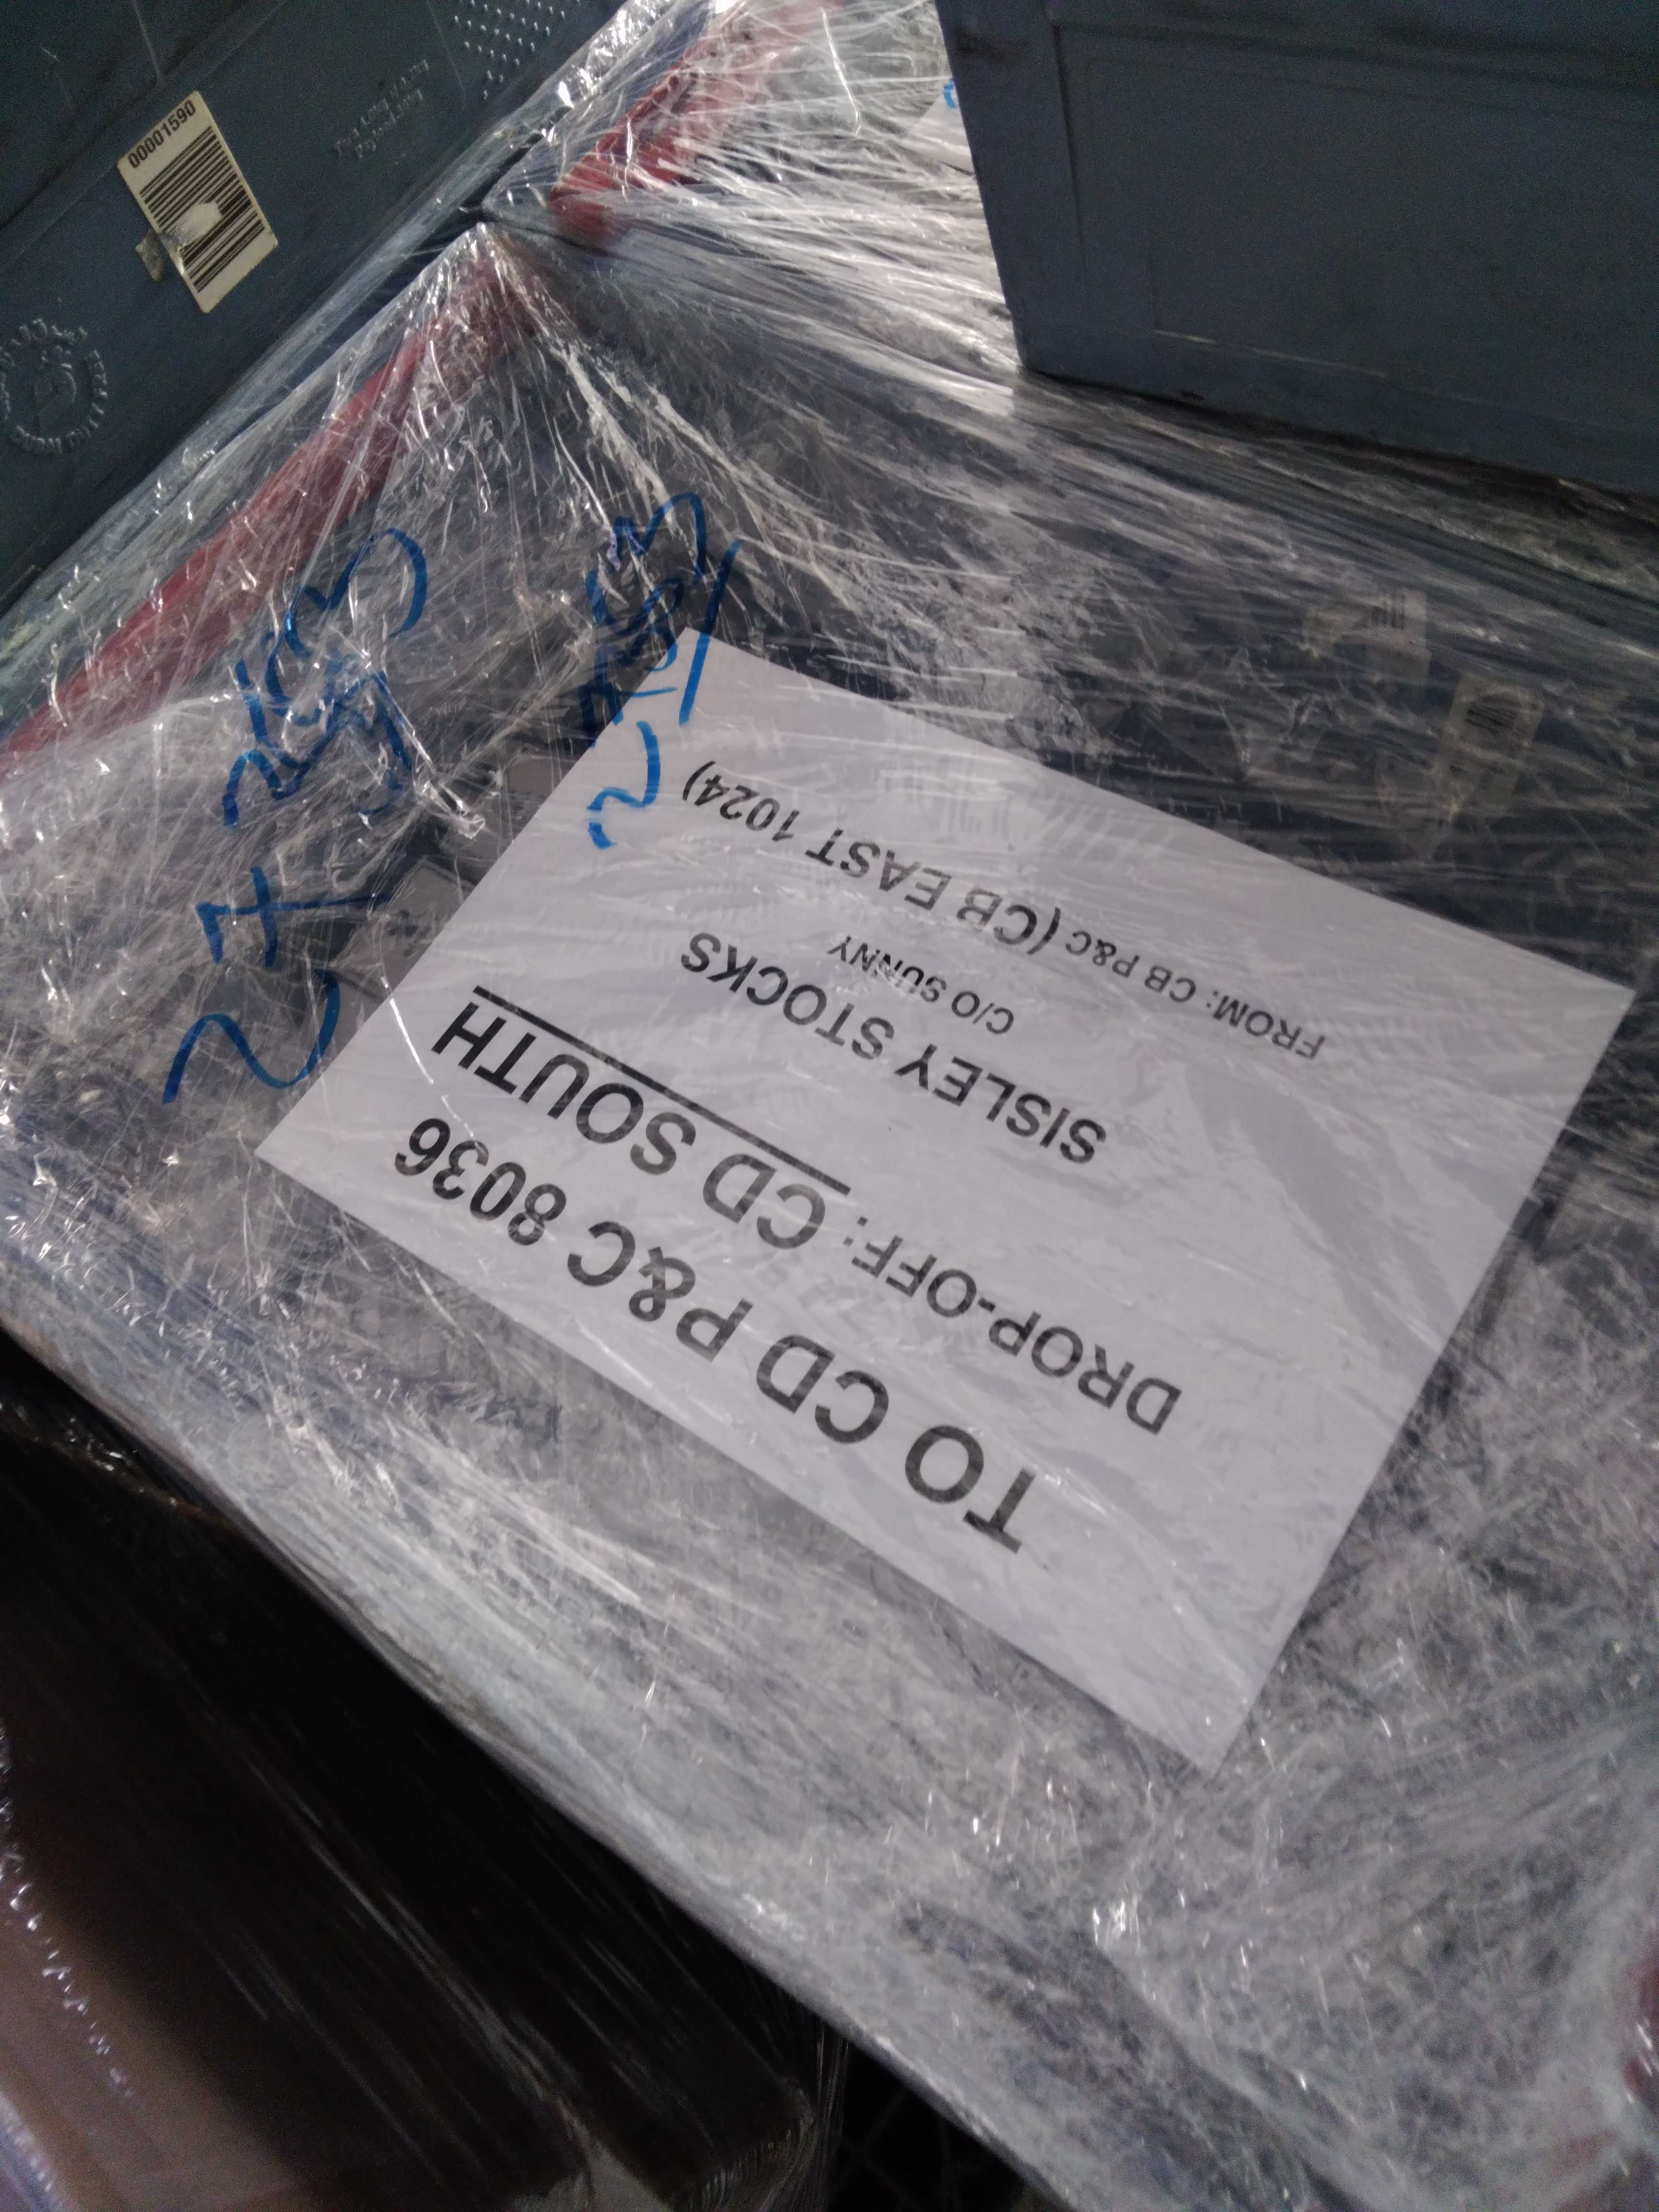 TO CD P&C 8036
DROP-OFF: CD SOUTH
SISLEY STOCKS
C/O SUNNY
FROM: CB P&C (CB EAST 1024)
00001590